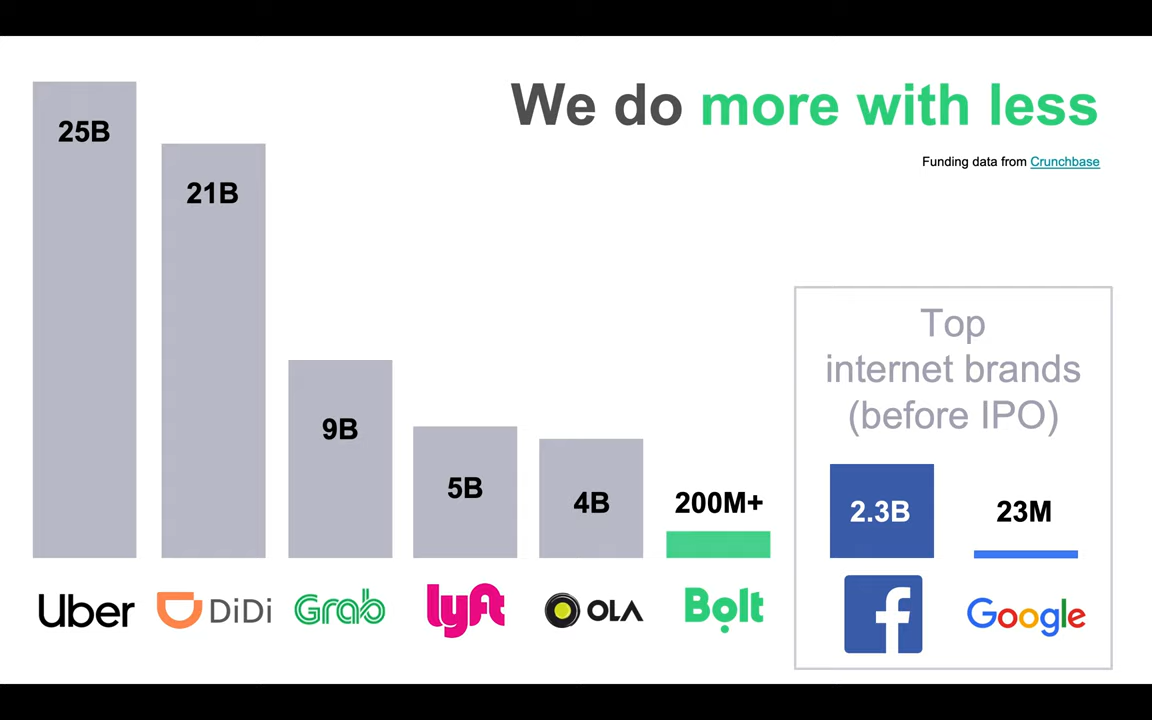 We do more with less
Funding data from Crunchbase
25B
21B
9B
5B
4B
200M+
Uber
DiDi
Grab
lyft
OLA
Bolt
Top
internet brands
(before IPO)
2.3B
23M
f
Google